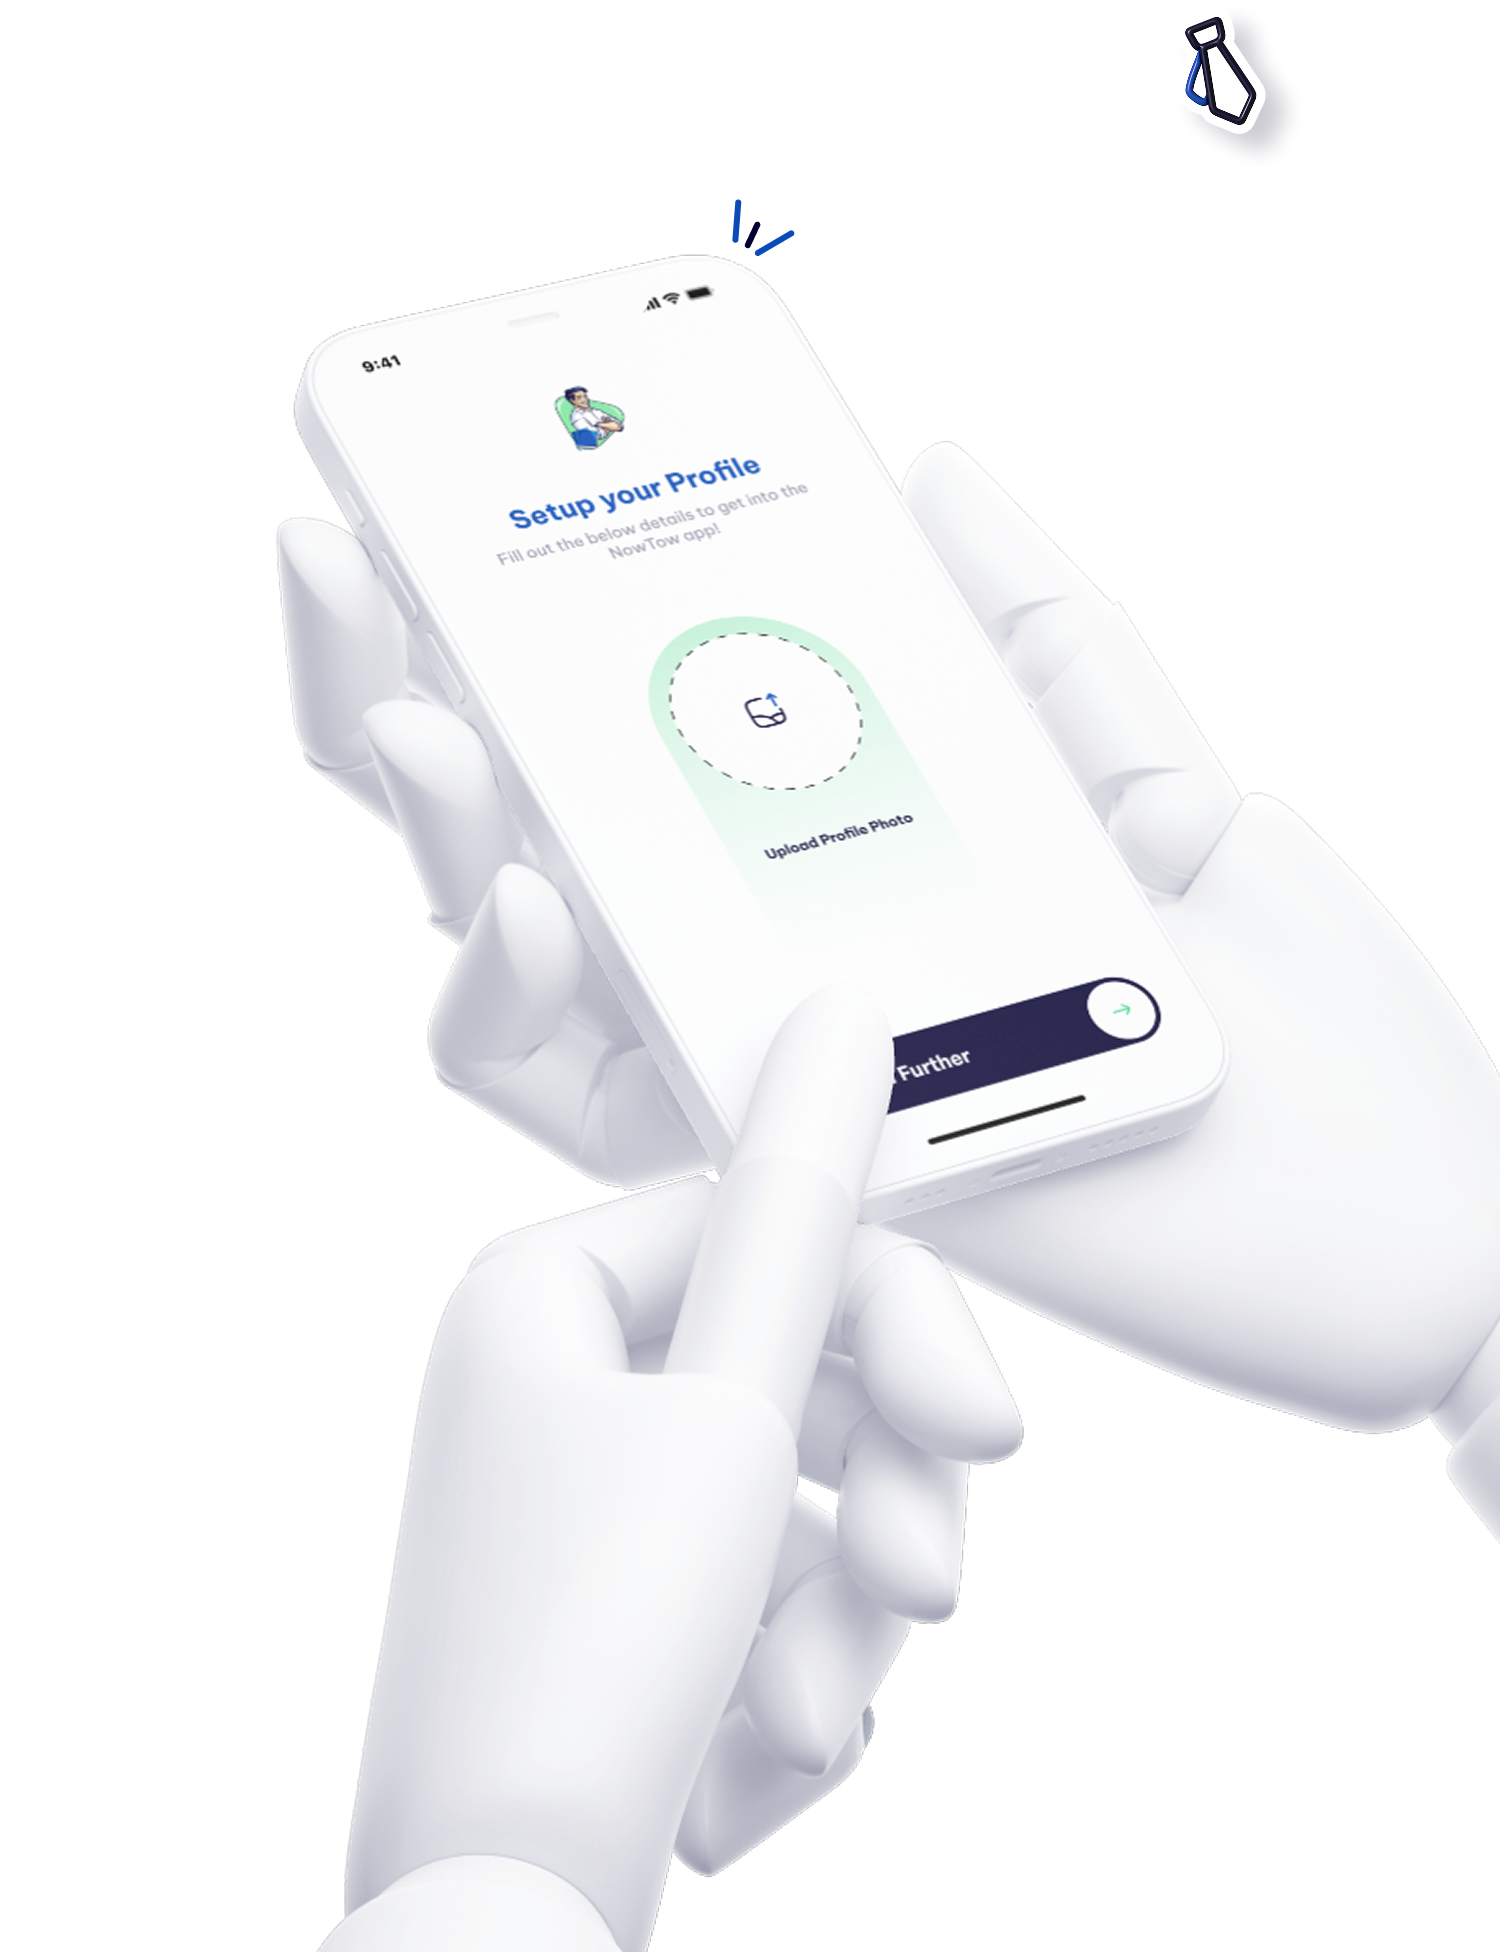 9:41
Setup your Profile
Fill out the below details to get into the
NowTow app!
Upload Profile Photo
Further